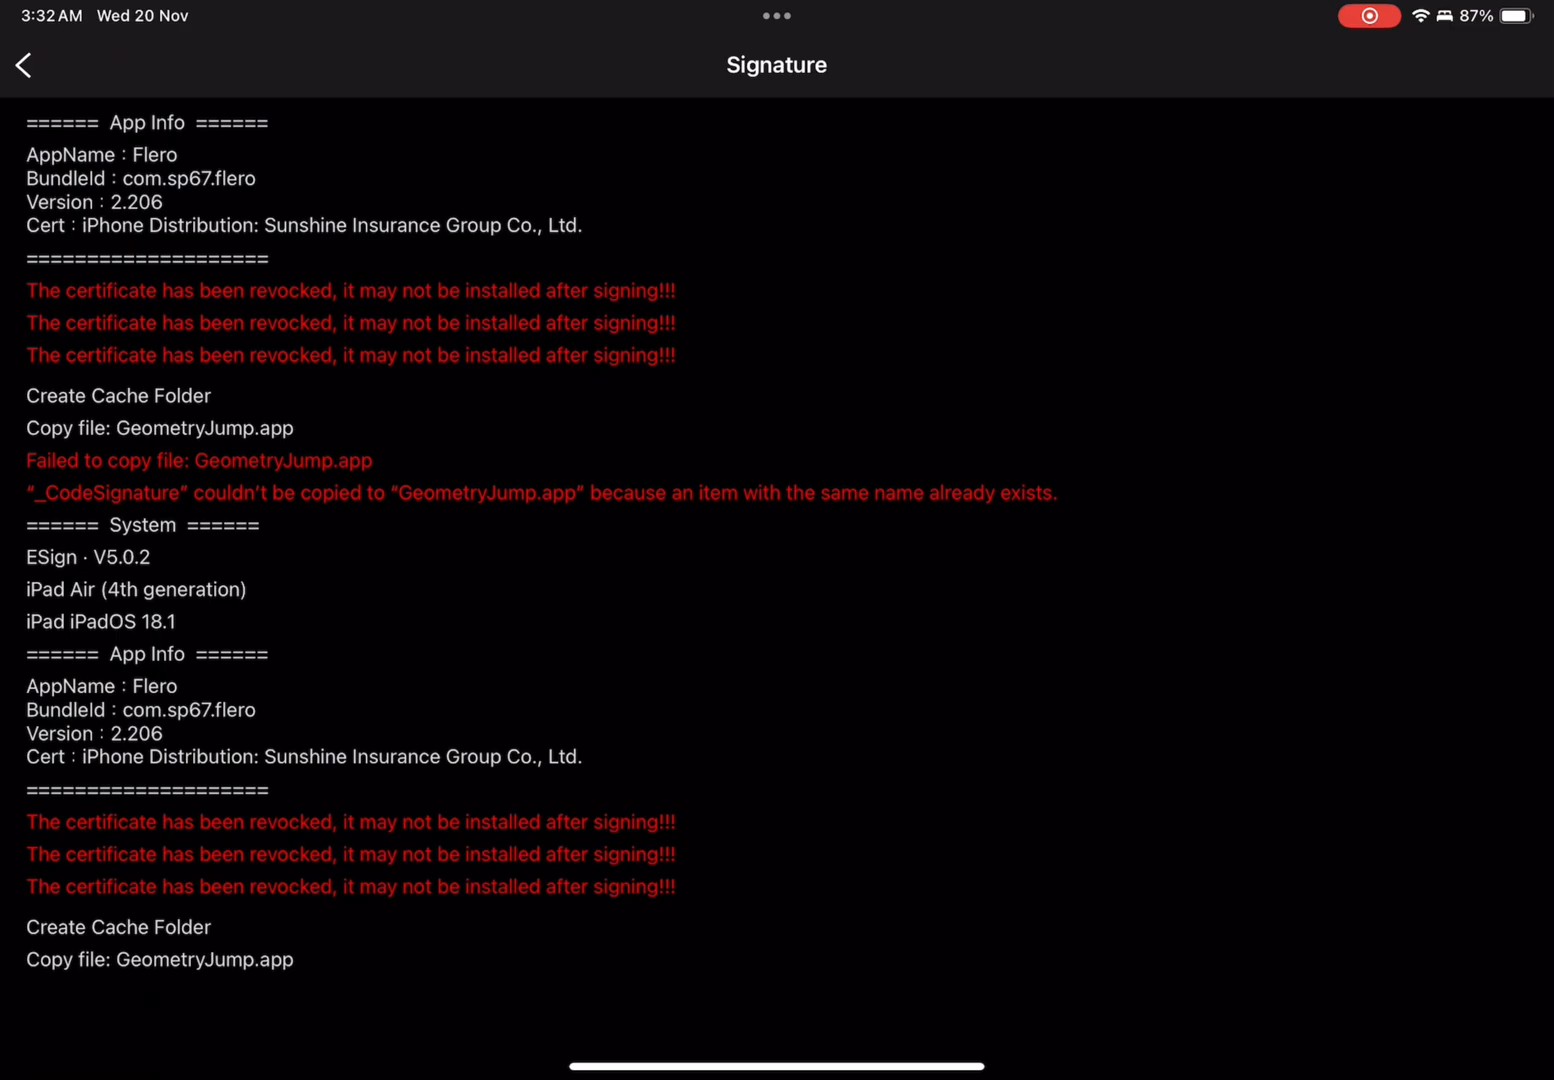 3:32 AM Wed 20 Nov
87%
Signature
====== App Info ======
AppName : Flero
BundleId : com.sp67.flero
Version : 2.206
Cert : iPhone Distribution: Sunshine Insurance Group Co., Ltd.
====================
The certificate has been revoked, it may not be installed after signing!!!
The certificate has been revocked, it may not be installed after signing!!!
The certificate has been revocked, it may not be installed after signing!!!
Create Cache Folder
Copy file: GeometryJump.app
Failed to copy file: GeometryJump.app
“_CodeSignature” couldn’t be copied to “GeometryJump.app” because an item with the same name already exists.
====== System ======
ESign · V5.0.2
iPad Air (4th generation)
iPad iPadOS 18.1
====== App Info ======
AppName : Flero
BundleId : com.sp67.flero
Version : 2.206
Cert : iPhone Distribution: Sunshine Insurance Group Co., Ltd.
====================
The certificate has been revocked, it may not be installed after signing!!!
The certificate has been revocked, it may not be installed after signing!!!
The certificate has been revocked, it may not be installed after signing!!!
Create Cache Folder
Copy file: GeometryJump.app